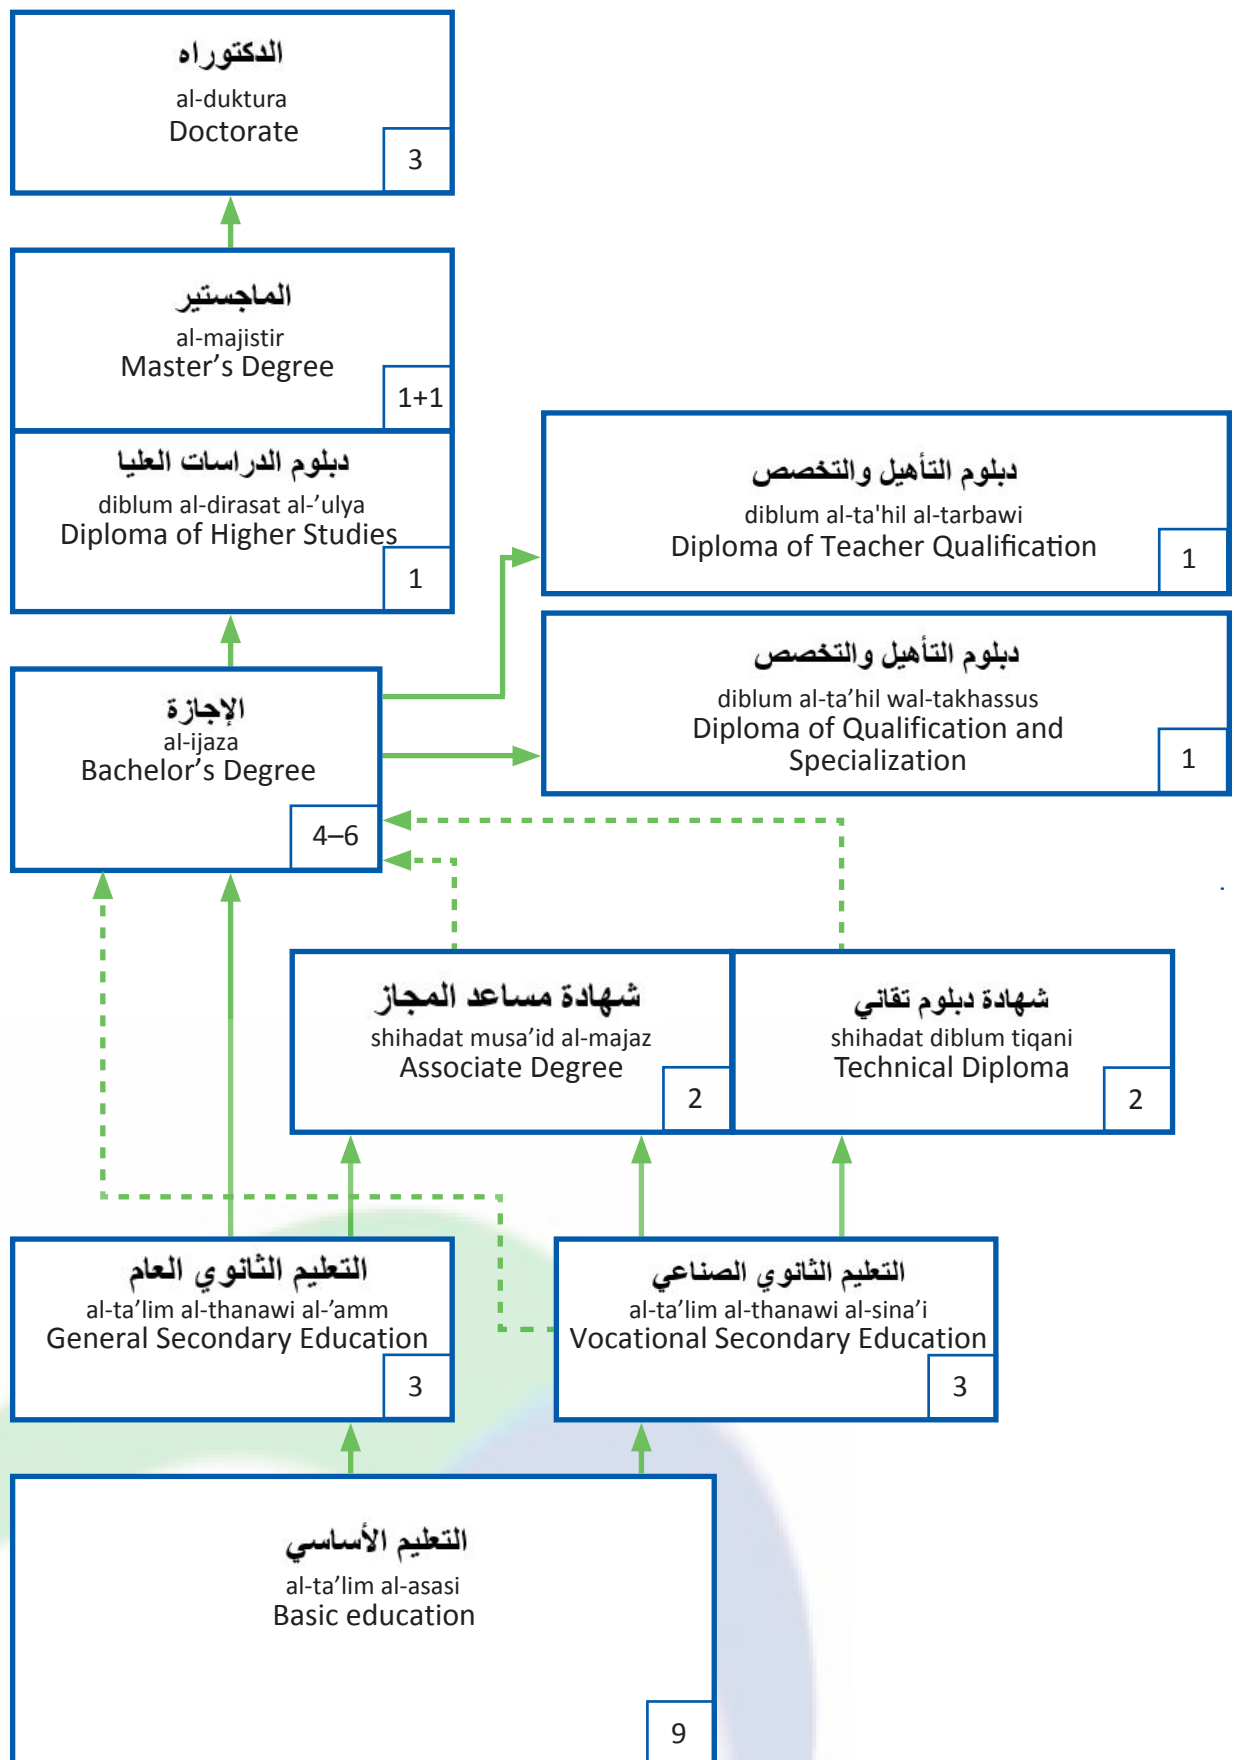 الدكتوراه
al-duktura
Doctorate
3
الماجستير
al-majistir
Master’s Degree
1+1
دبلوم الدراسات العليا
diblum al-dirasat al-’ulya
Diploma of Higher Studies
1
دبلوم التأهيل والتخصص
diblum al-ta'hil al-tarbawi
Diploma of Teacher Qualification
1
دبلوم التأهيل والتخصص
diblum al-ta’hil wal-takhassus
Diploma of Qualification and
Specialization
1
الإجازة
al-ijaza
Bachelor’s Degree
4–6
شهادة مساعد المجاز
shihadat musa’id al-majaz
Associate Degree
2
شهادة دبلوم تقاني
shihadat diblum tiqani
Technical Diploma
2
التعليم الثانوي العام
al-ta’lim al-thanawi al-’amm
General Secondary Education
3
التعليم الثانوي الصناعي
al-ta’lim al-thanawi al-sina’i
Vocational Secondary Education
3
التعليم الأساسي
al-ta’lim al-asasi
Basic education
9